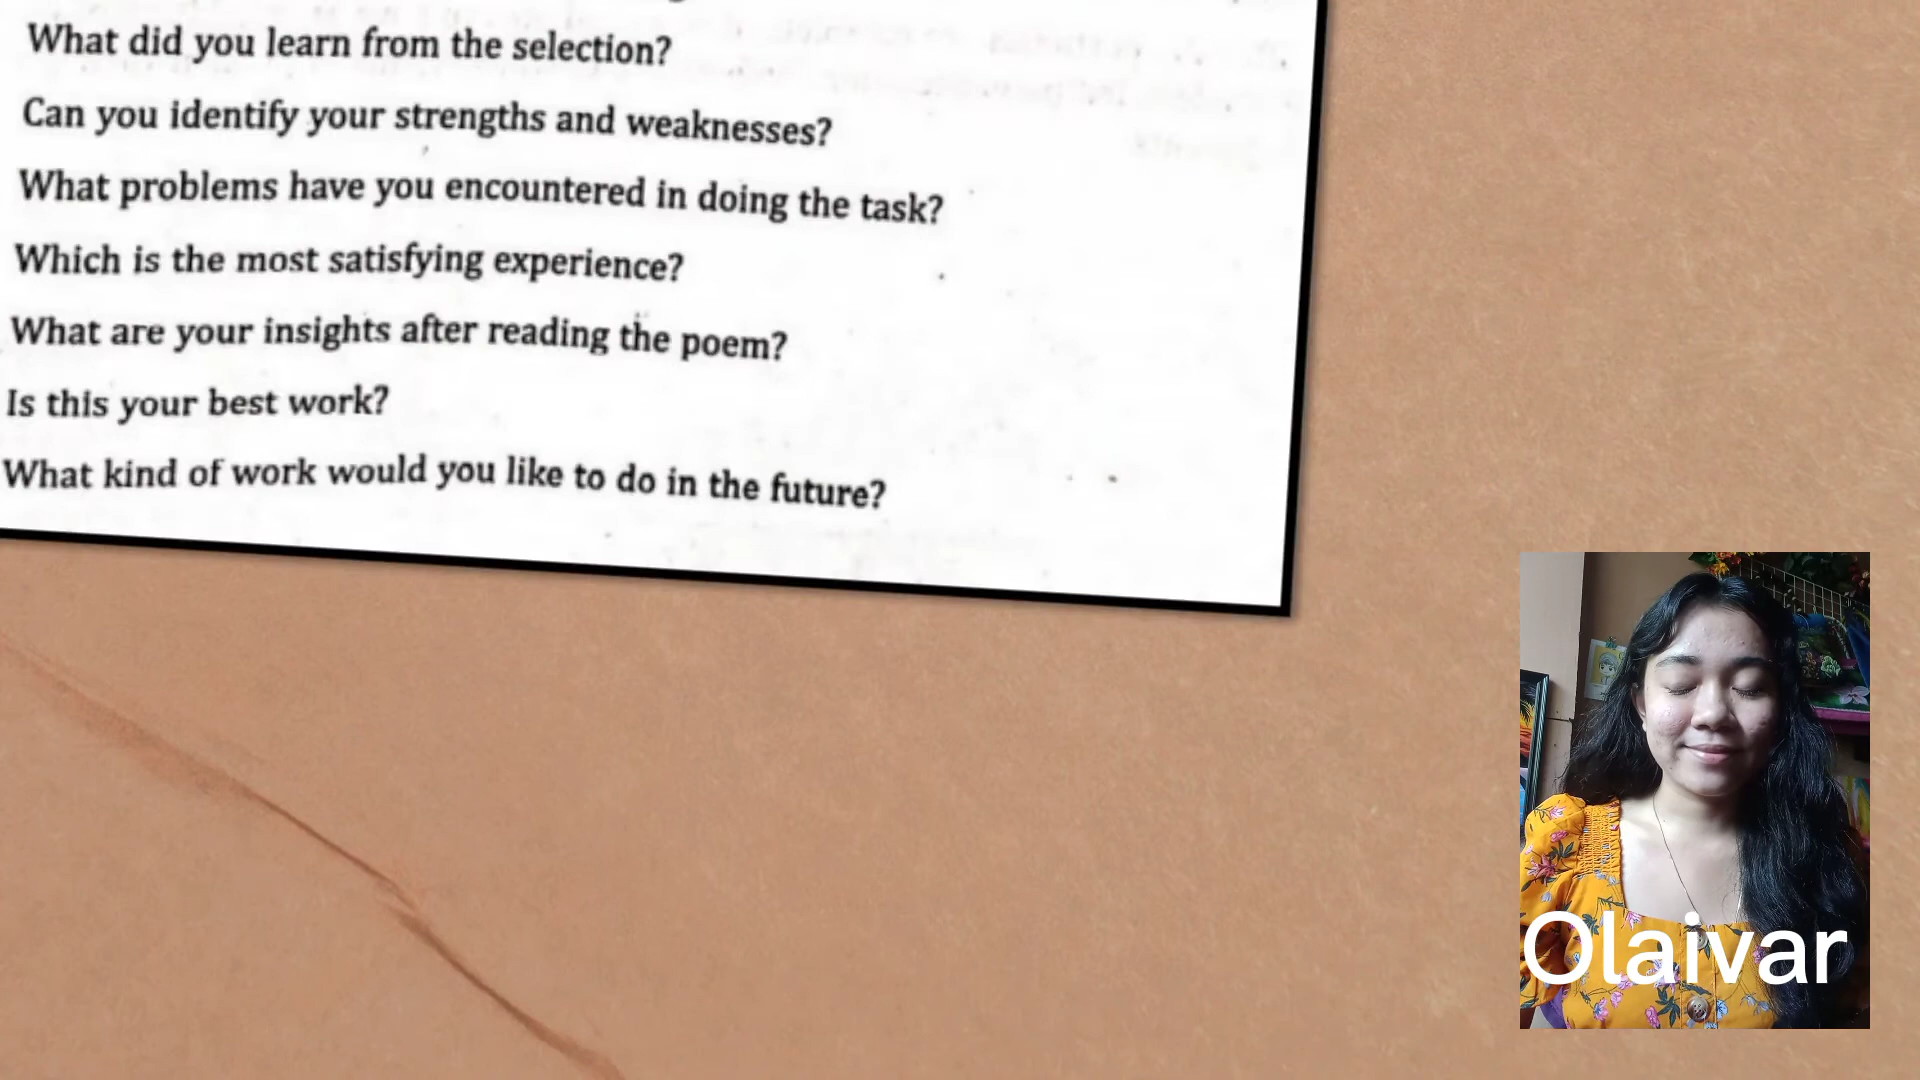 What did you learn from the selection?
Can you identify your strengths and weaknesses?
What problems have you encountered in doing the task?
Which is the most satisfying experience?
What are your insights after reading the poem?
Is this your best work?
What kind of work would you like to do in the future?
Olaivar